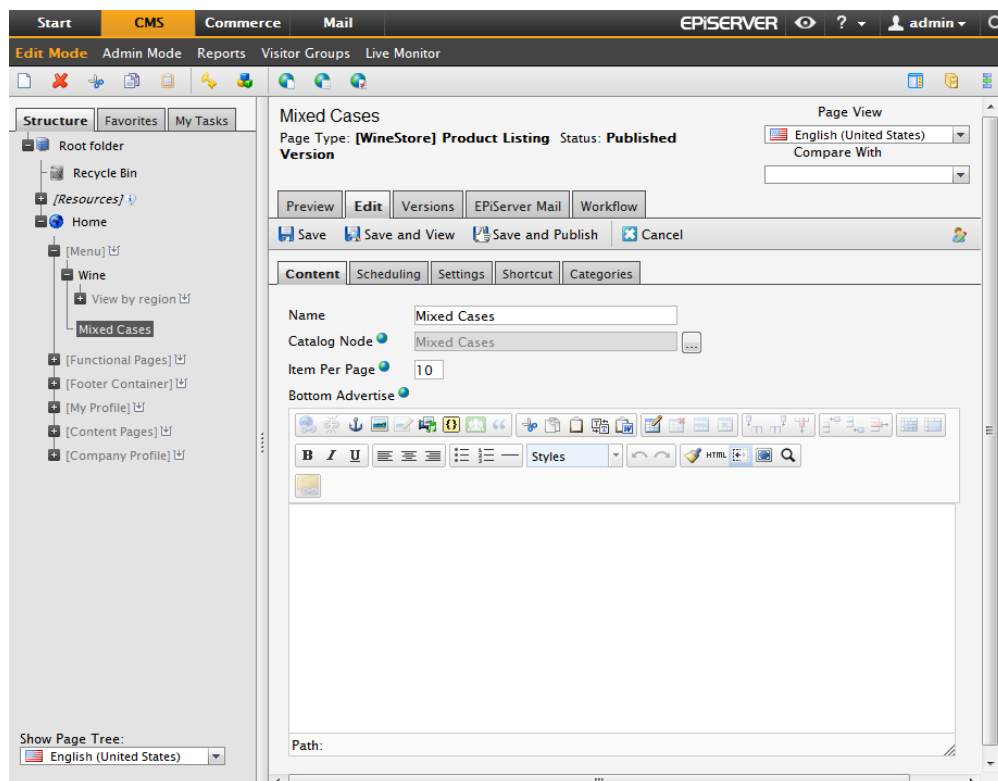 Start CMS Commerce Mail EPiSERVER ? admin
Edit Mode Admin Mode Reports Visitor Groups Live Monitor
Structure Favorites My Tasks
Root folder
Recycle Bin
[Resources]
Home
[Menu]
Wine
View by region
Mixed Cases
[Functional Pages]
[Footer Container]
[My Profile]
[Content Pages]
[Company Profile]
Show Page Tree:
English (United States)
Mixed Cases
Page Type: [WineStore] Product Listing Status: Published
Version
Page View
English (United States)
Compare With
Preview Edit Versions EPiServer Mail Workflow
Save Save and View Save and Publish Cancel
Content Scheduling Settings Shortcut Categories
Name Mixed Cases
Catalog Node Mixed Cases ...
Item Per Page 10
Bottom Advertise
B I U Styles HTML
Path: